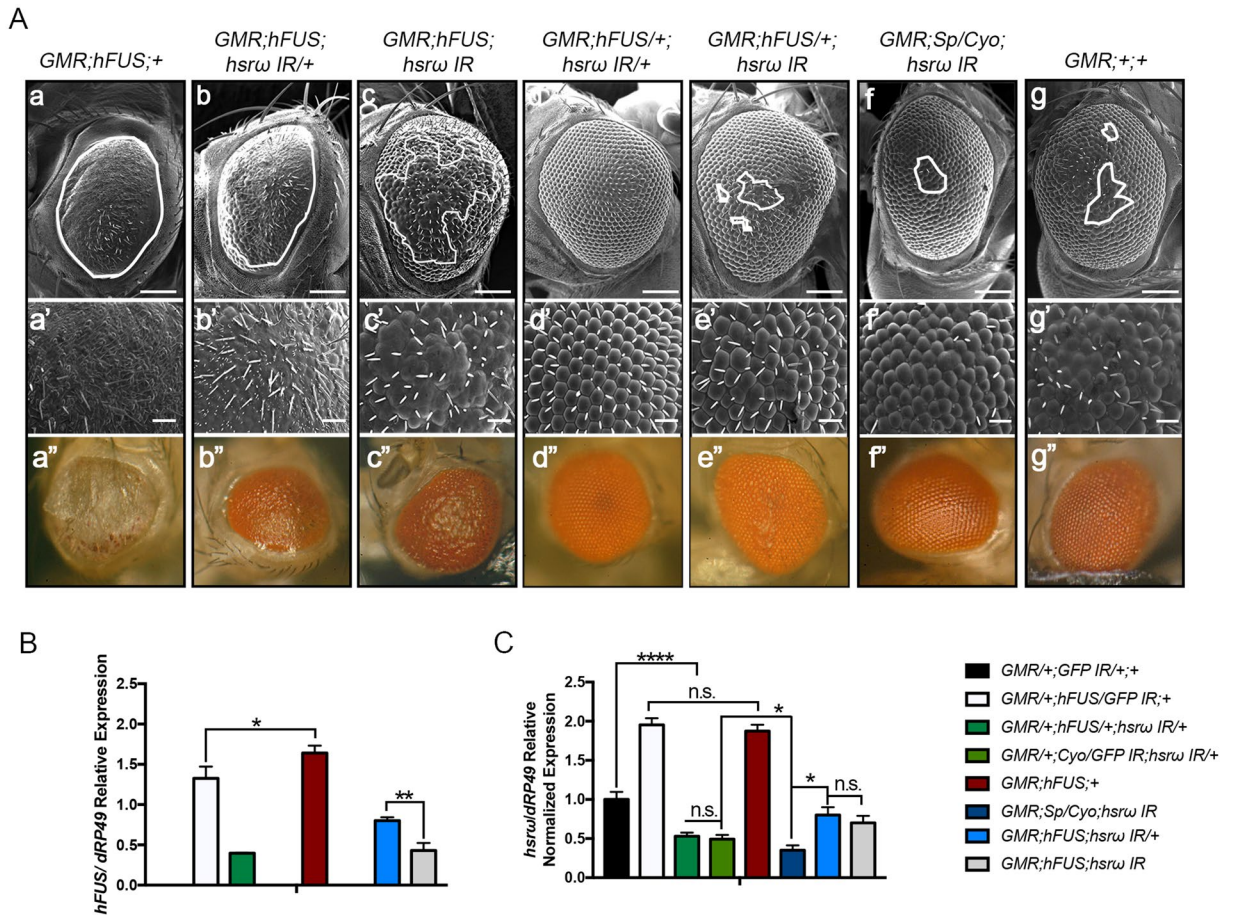 A
GMR;hFUS;+
GMR;hFUS;
hsrω IR/+
GMR;hFUS;
hsrω IR
GMR;hFUS/+;
hsrω IR/+
GMR;hFUS/+;
hsrω IR
GMR;Sp/Cyo;
hsrω IR
GMR;+;+
a
b
c
d
e
f
g
a'
b'
c'
d'
e'
f'
g'
a"
b"
c"
d"
e"
f"
g"
B
hFUS/ dRP49 Relative Expression
2.5
2.0
1.5
1.0
0.5
0.0
*
**
C
hsrω/dRP49 Relative
Normalized Expression
2.5
2.0
1.5
1.0
0.5
0.0
****
n.s.
n.s.
*
*
n.s.
GMR/+;GFP IR/+;+
GMR/+;hFUS/GFP IR;+
GMR/+;hFUS/+;hsrω IR/+
GMR/+;Cyo/GFP IR;hsrω IR/+
GMR;hFUS;+
GMR;Sp/Cyo;hsrω IR
GMR;hFUS;hsrω IR/+
GMR;hFUS;hsrω IR